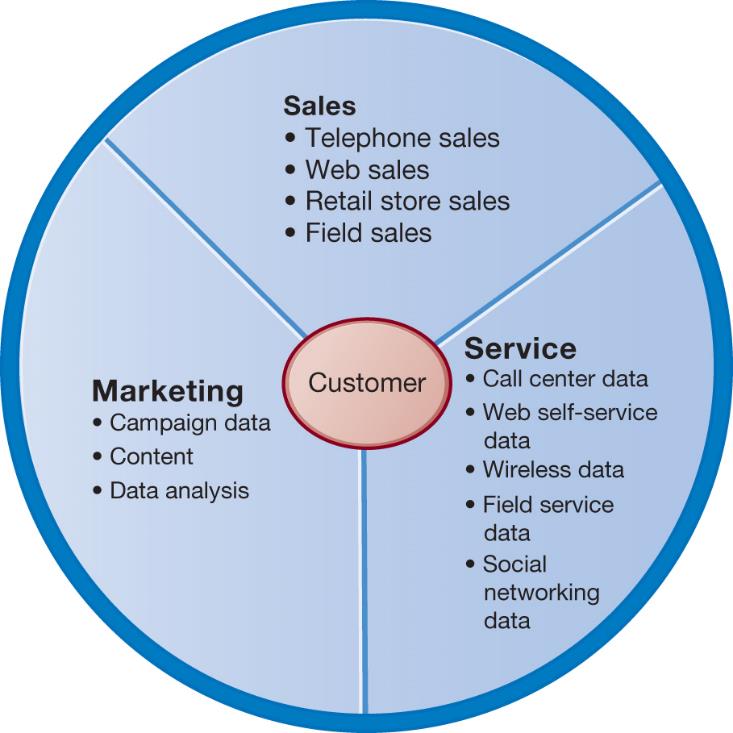 Sales
• Telephone sales
• Web sales
• Retail store sales
• Field sales
Customer
Marketing
• Campaign data
• Content
• Data analysis
Service
• Call center data
• Web self-service
data
• Wireless data
• Field service
data
• Social
networking
data